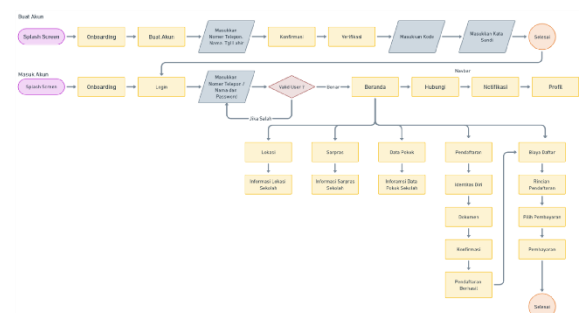 Buat Akun
Splash Screen
Onboarding
Buat Akun
Masukkan
Nomer Telepon,
Nama, Tgl Lahir
Konfirmasi
Verifikasi
Masukkan Kode
Masukkan Kata
Sandi
Selesai
Masuk Akun
Splash Screen
Onboarding
Login
Masukkan
Nomer Telepon /
Nama dan
Password
Valid User ?
Benar
Jika Salah
Navbar
Beranda
Hubungi
Notifikasi
Profil
Lokasi
Sarpras
Data Pokok
Pendaftaran
Biaya Daftar
Informasi Lokasi
Sekolah
Informasi Sarpras
Sekolah
Informasi Data
Pokok Sekolah
Identitas Diri
Rincian
Pendaftaran
Dokumen
Pilih Pembayaran
Konfirmasi
Pembayaran
Pendaftaran
Berhasil
Selesai